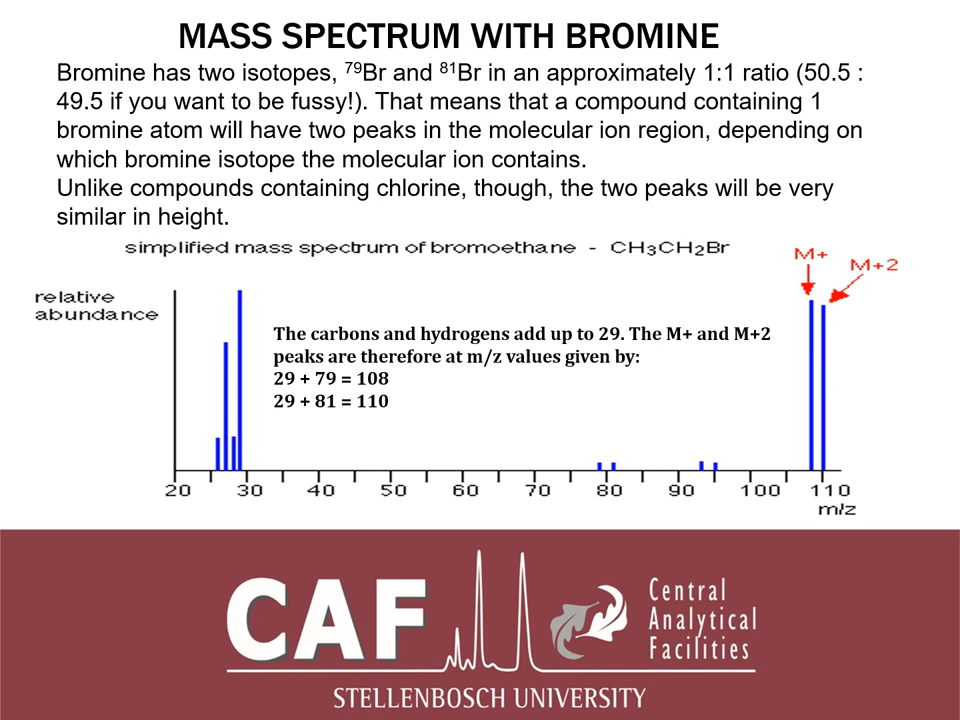 MASS SPECTRUM WITH BROMINE
Bromine has two isotopes, ⁷⁹Br and ⁸¹Br in an approximately 1:1 ratio (50.5 :
49.5 if you want to be fussy!). That means that a compound containing 1
bromine atom will have two peaks in the molecular ion region, depending on
which bromine isotope the molecular ion contains.
Unlike compounds containing chlorine, though, the two peaks will be very
similar in height.
simplified mass spectrum of bromoethane - CH₃CH₂Br
M+
M+2
relative
abundance
The carbons and hydrogens add up to 29. The M+ and M+2
peaks are therefore at m/z values given by:
29 + 79 = 108
29 + 81 = 110
20 30 40 50 60 70 80 90 100 110
m/z
CAF
Central
Analytical
Facilities
STELLENBOSCH UNIVERSITY